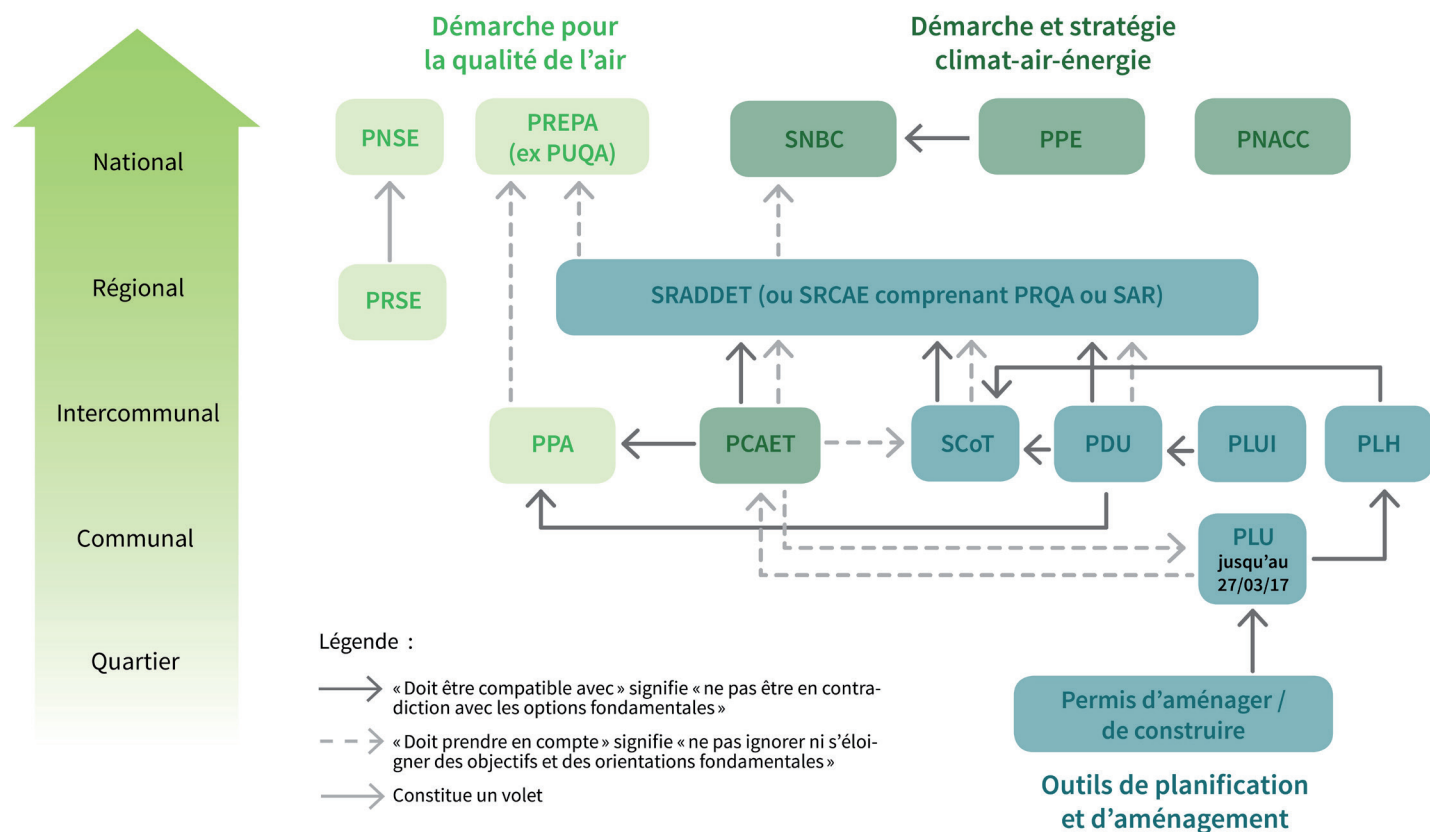 Démarche pour
la qualité de l’air
Démarche et stratégie
climat-air-énergie
National
PNSE
PREPA
(ex PUQA)
SNBC
PPE
PNACC
Régional
PRSE
SRADDET (ou SRCAE comprenant PRQA ou SAR)
Intercommunal
PPA
PCAET
SCoT
PDU
PLUI
PLH
Communal
PLU
jusqu’au
27/03/17
Quartier
Permis d’aménager /
de construire
Outils de planification
et d’aménagement
Légende :
« Doit être compatible avec » signifie « ne pas être en contra-
diction avec les options fondamentales »
« Doit prendre en compte » signifie « ne pas ignorer ni s’éloi-
gner des objectifs et des orientations fondamentales »
Constitue un volet